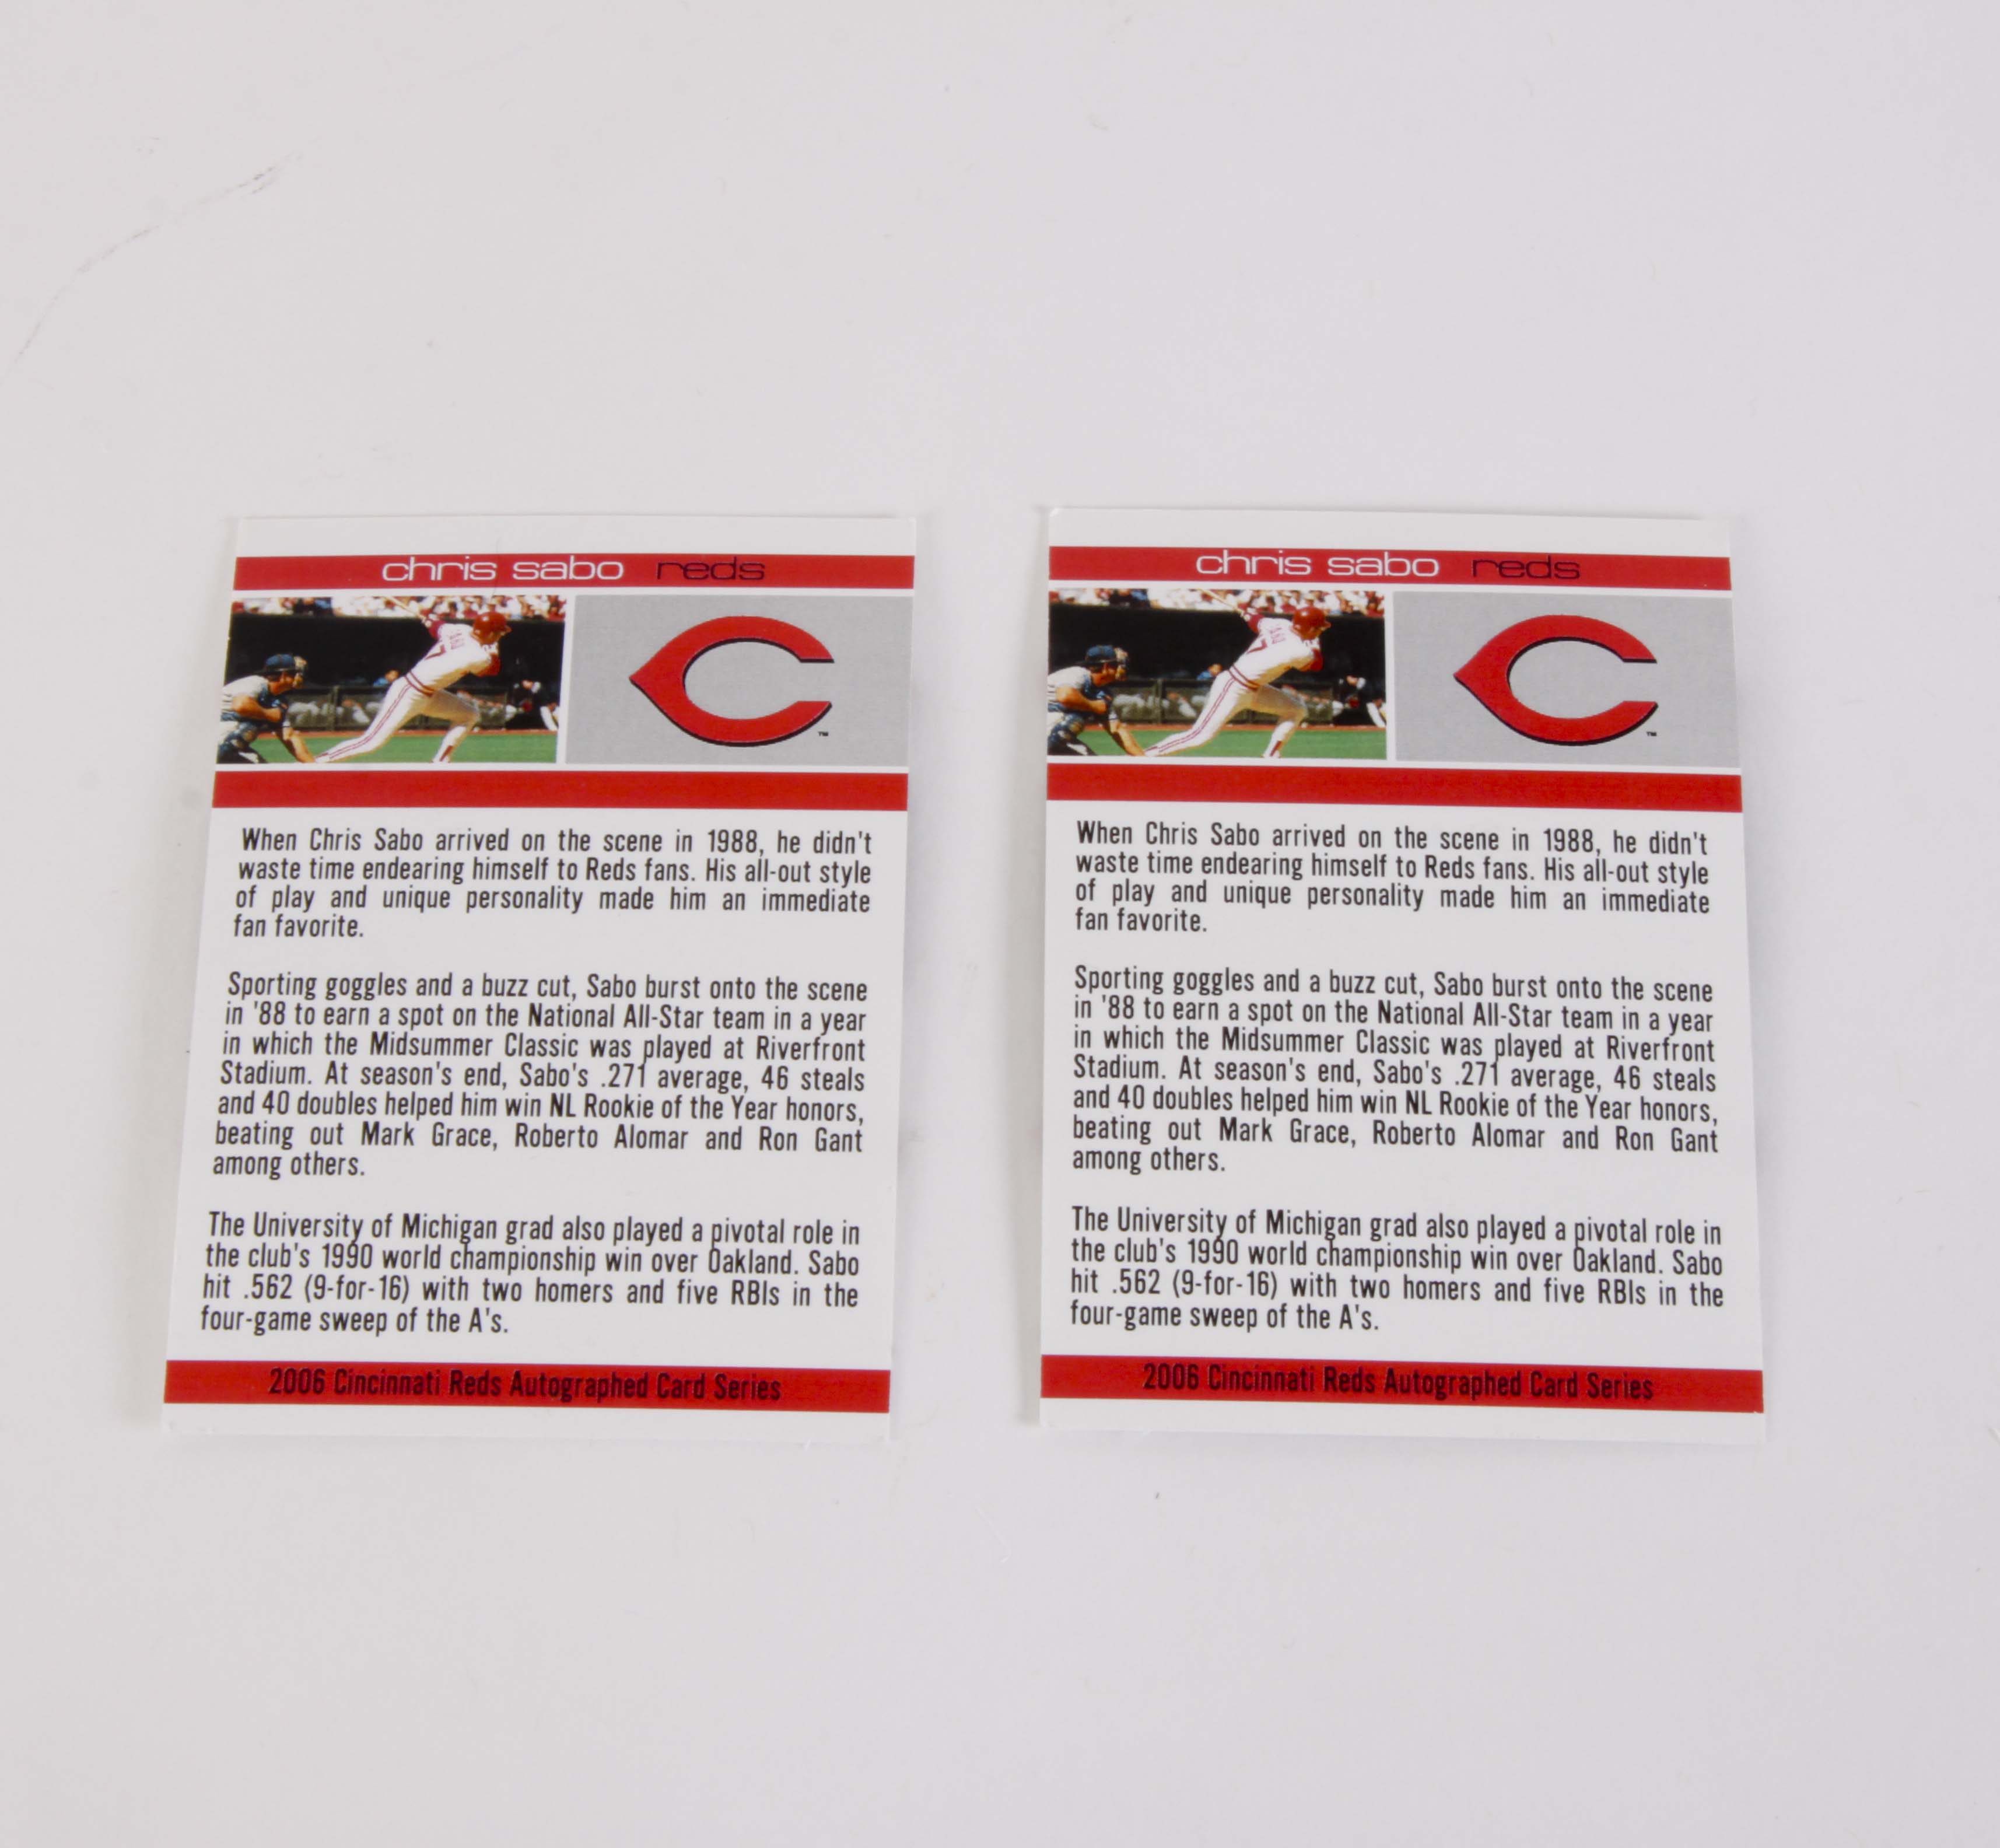 chris sabo reds
C
™
When Chris Sabo arrived on the scene in 1988, he didn't
waste time endearing himself to Reds fans. His all-out style
of play and unique personality made him an immediate
fan favorite.
Sporting goggles and a buzz cut, Sabo burst onto the scene
in '88 to earn a spot on the National All-Star team in a year
in which the Midsummer Classic was played at Riverfront
Stadium. At season's end, Sabo's .271 average, 46 steals
and 40 doubles helped him win NL Rookie of the Year honors,
beating out Mark Grace, Roberto Alomar and Ron Gant
among others.
The University of Michigan grad also played a pivotal role in
the club's 1990 world championship win over Oakland. Sabo
hit .562 (9-for-16) with two homers and five RBIs in the
four-game sweep of the A's.
2006 Cincinnati Reds Autographed Card Series
chris sabo reds
C
™
When Chris Sabo arrived on the scene in 1988, he didn't
waste time endearing himself to Reds fans. His all-out style
of play and unique personality made him an immediate
fan favorite.
Sporting goggles and a buzz cut, Sabo burst onto the scene
in '88 to earn a spot on the National All-Star team in a year
in which the Midsummer Classic was played at Riverfront
Stadium. At season's end, Sabo's .271 average, 46 steals
and 40 doubles helped him win NL Rookie of the Year honors,
beating out Mark Grace, Roberto Alomar and Ron Gant
among others.
The University of Michigan grad also played a pivotal role in
the club's 1990 world championship win over Oakland. Sabo
hit .562 (9-for-16) with two homers and five RBIs in the
four-game sweep of the A's.
2006 Cincinnati Reds Autographed Card Series